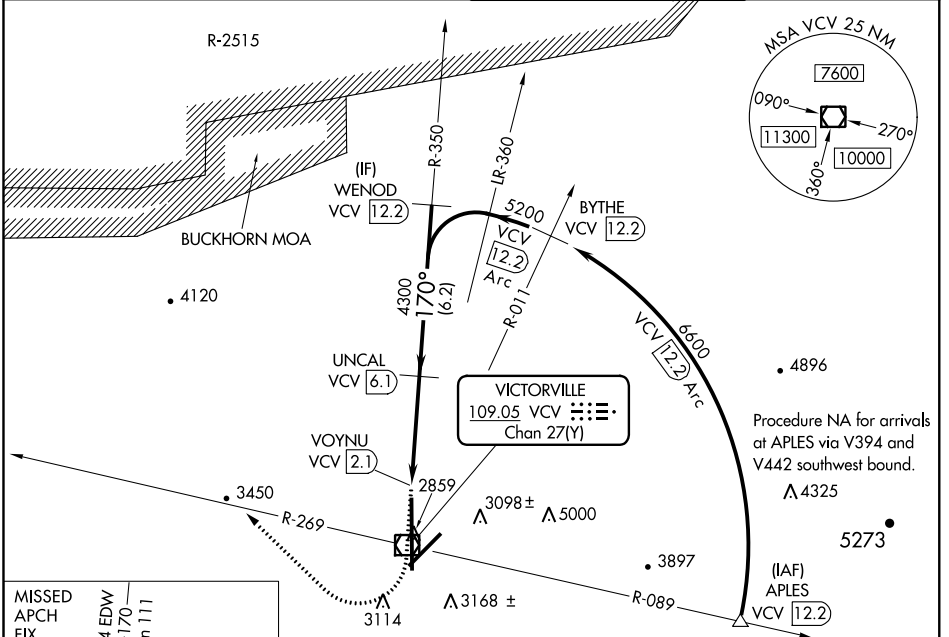 R-2515
MSA VCV 25 NM
7600
090°
270°
11300
10000
360°
R-350
LR-360
(IF)
WENOD
VCV 12.2
5200
VCV
12.2
Arc
BYTHE
VCV 12.2
BUCKHORN MOA
R-011
4120
4300
170°
(6.2)
VCV 12.2 Arc
6600
UNCAL
VCV 6.1
4896
VICTORVILLE
109.05 VCV
Chan 27(Y)
Procedure NA for arrivals
at APLES via V394 and
V442 southwest bound.
VOYNU
VCV 2.1
2859
3450
R-269
3098 ±
5000
4325
5273
3897
(IAF)
APLES
VCV 12.2
R-089
3114
3168 ±
MISSED
APCH
FIX
4 EDW
170
n 111